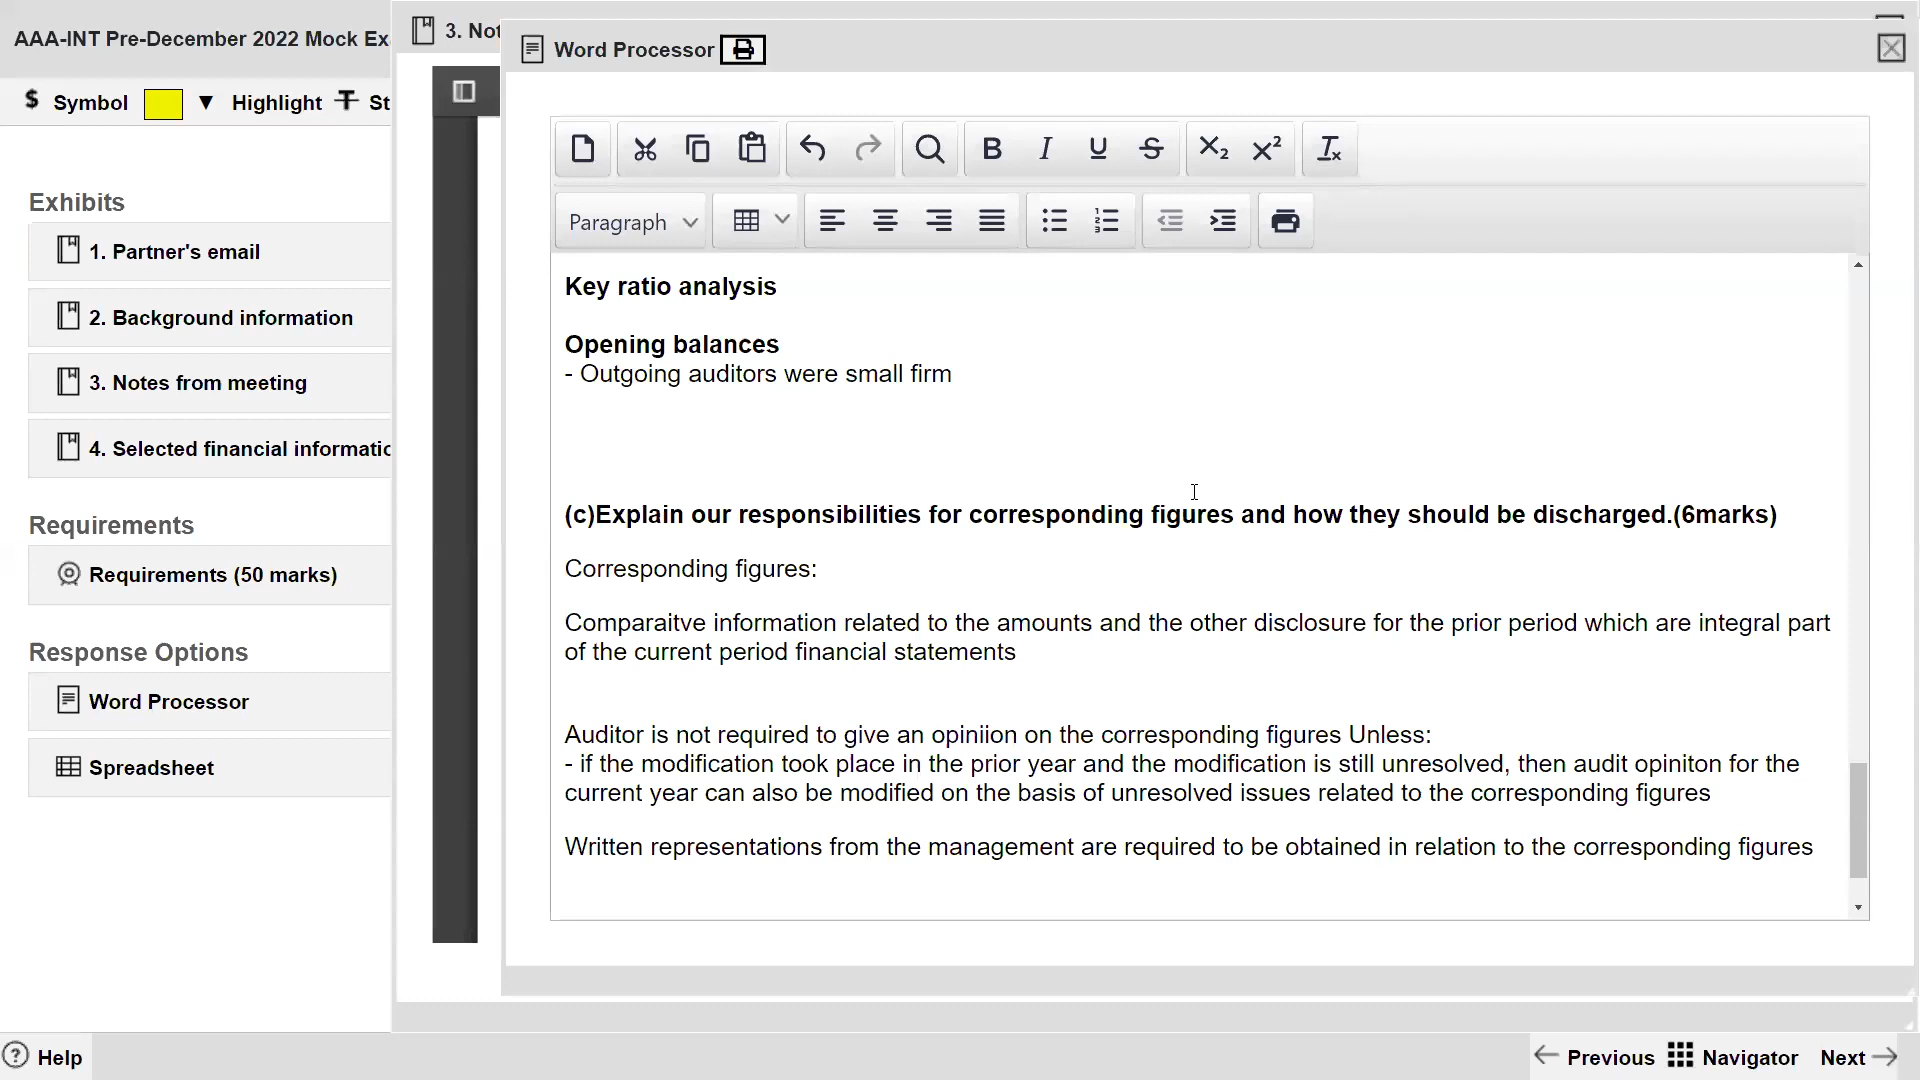 AAA-INT Pre-December 2022 Mock Ex
3. Not
Word Processor
$ Symbol
Highlight
T St
Exhibits
1. Partner's email
2. Background information
3. Notes from meeting
4. Selected financial informatic
Requirements
Requirements (50 marks)
Response Options
Word Processor
Spreadsheet
B I U S X₂ X² Tx
Paragraph
Key ratio analysis
Opening balances
- Outgoing auditors were small firm
(c)Explain our responsibilities for corresponding figures and how they should be discharged.(6marks)
Corresponding figures:
Comparaitve information related to the amounts and the other disclosure for the prior period which are integral part
of the current period financial statements
Auditor is not required to give an opiniion on the corresponding figures Unless:
- if the modification took place in the prior year and the modification is still unresolved, then audit opiniton for the
current year can also be modified on the basis of unresolved issues related to the corresponding figures
Written representations from the management are required to be obtained in relation to the corresponding figures
? Help
Previous
Navigator
Next